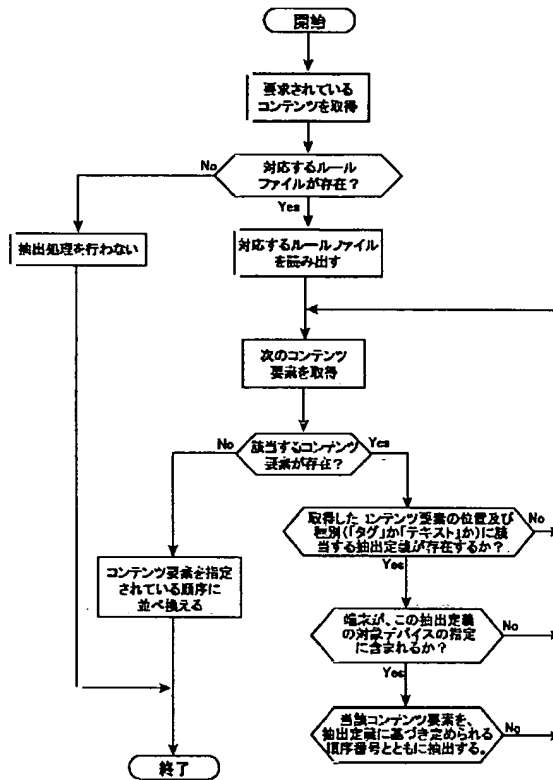 開始
要求されている
コンテンツを取得
No
対応するルール
ファイルが存在？
Yes
抽出処理を行わない
対応するルールファイル
を読み出す
次のコンテンツ
要素を取得
No
該当するコンテンツ
要素が存在？
Yes
取得したコンテンツ要素の位置及び
種別(「タグ」か「テキスト」か)に該
当する抽出定義が存在するか？
No
Yes
コンテンツ要素を指定
されている順序に
並べ換える
端末が、この抽出定義
の対象デバイスの指定
に含まれるか？
No
Yes
当該コンテンツ要素を、
抽出定義に基づき定められる
順序番号とともに抽出する。
No
終了